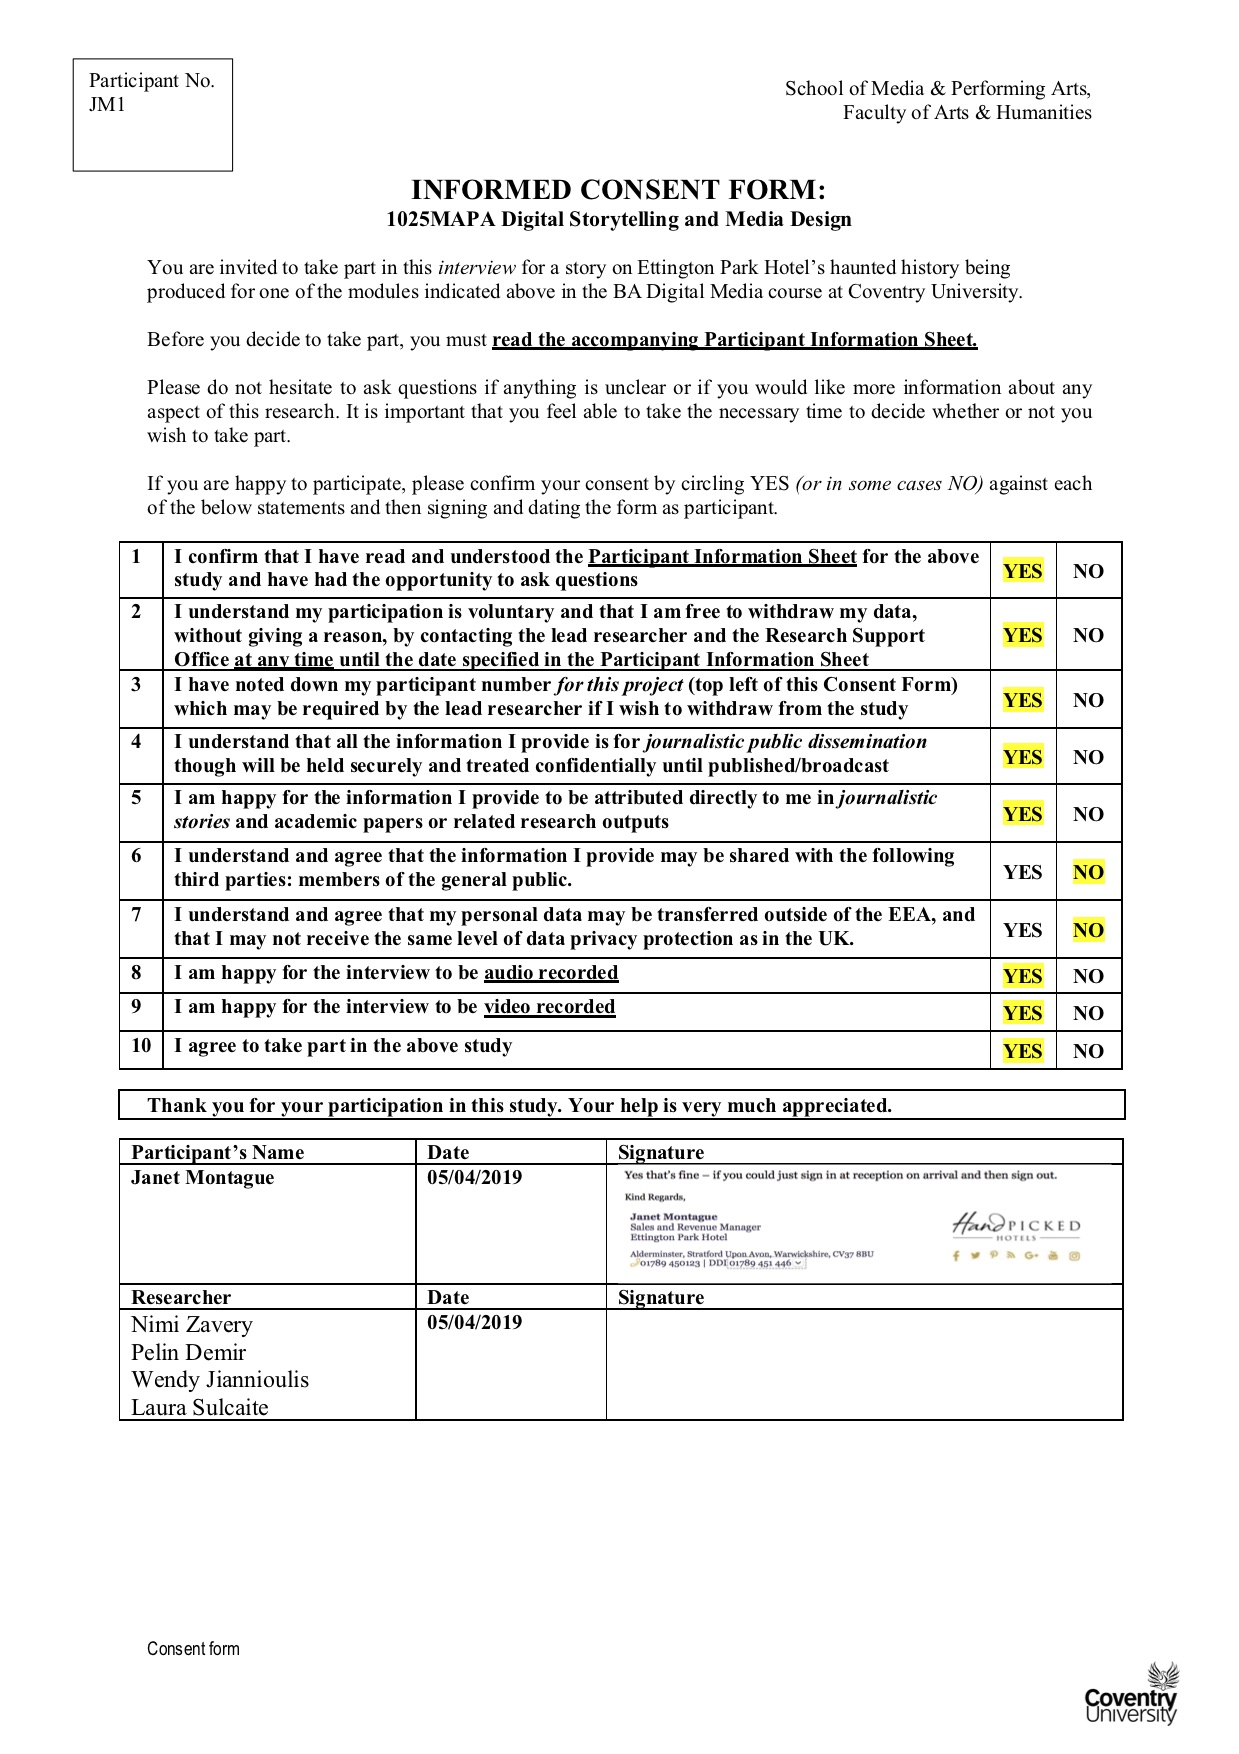 Participant No.
JM1
School of Media & Performing Arts,
Faculty of Arts & Humanities
INFORMED CONSENT FORM:
1025MAPA Digital Storytelling and Media Design
You are invited to take part in this interview for a story on Ettington Park Hotel's haunted history being
produced for one of the modules indicated above in the BA Digital Media course at Coventry University.
Before you decide to take part, you must read the accompanying Participant Information Sheet.
Please do not hesitate to ask questions if anything is unclear or if you would like more information about any
aspect of this research. It is important that you feel able to take the necessary time to decide whether or not you
wish to take part.
If you are happy to participate, please confirm your consent by circling YES (or in some cases NO) against each
of the below statements and then signing and dating the form as participant.
1 I confirm that I have read and understood the Participant Information Sheet for the above
study and have had the opportunity to ask questions YES NO
2 I understand my participation is voluntary and that I am free to withdraw my data,
without giving a reason, by contacting the lead researcher and the Research Support YES NO
Office at any time until the date specified in the Participant Information Sheet
3 I have noted down my participant number for this project (top left of this Consent Form)
which may be required by the lead researcher if I wish to withdraw from the study YES NO
4 I understand that all the information I provide is for journalistic public dissemination
though will be held securely and treated confidentially until published/broadcast YES NO
5 I am happy for the information I provide to be attributed directly to me in journalistic
stories and academic papers or related research outputs YES NO
6 I understand and agree that the information I provide may be shared with the following
third parties: members of the general public. YES NO
7 I understand and agree that my personal data may be transferred outside of the EEA, and
that I may not receive the same level of data privacy protection as in the UK. YES NO
8 I am happy for the interview to be audio recorded YES NO
9 I am happy for the interview to be video recorded YES NO
10 I agree to take part in the above study YES NO
Thank you for your participation in this study. Your help is very much appreciated.
Participant's Name Date Signature
Janet Montague 05/04/2019
Yes that's fine – if you could just sign in at reception on arrival and then sign out.
Kind Regards,
Janet Montague
Sales and Revenue Manager
Ettington Park Hotel
Alderminster, Stratford Upon Avon, Warwickshire, CV37 8BU
01789 450123 | DDI 01789 451 446
Hand PICKED
HOTELS
Researcher Date Signature
Nimi Zavery 05/04/2019
Pelin Demir
Wendy Jiannioulis
Laura Sulcaite
Consent form
Coventry
University